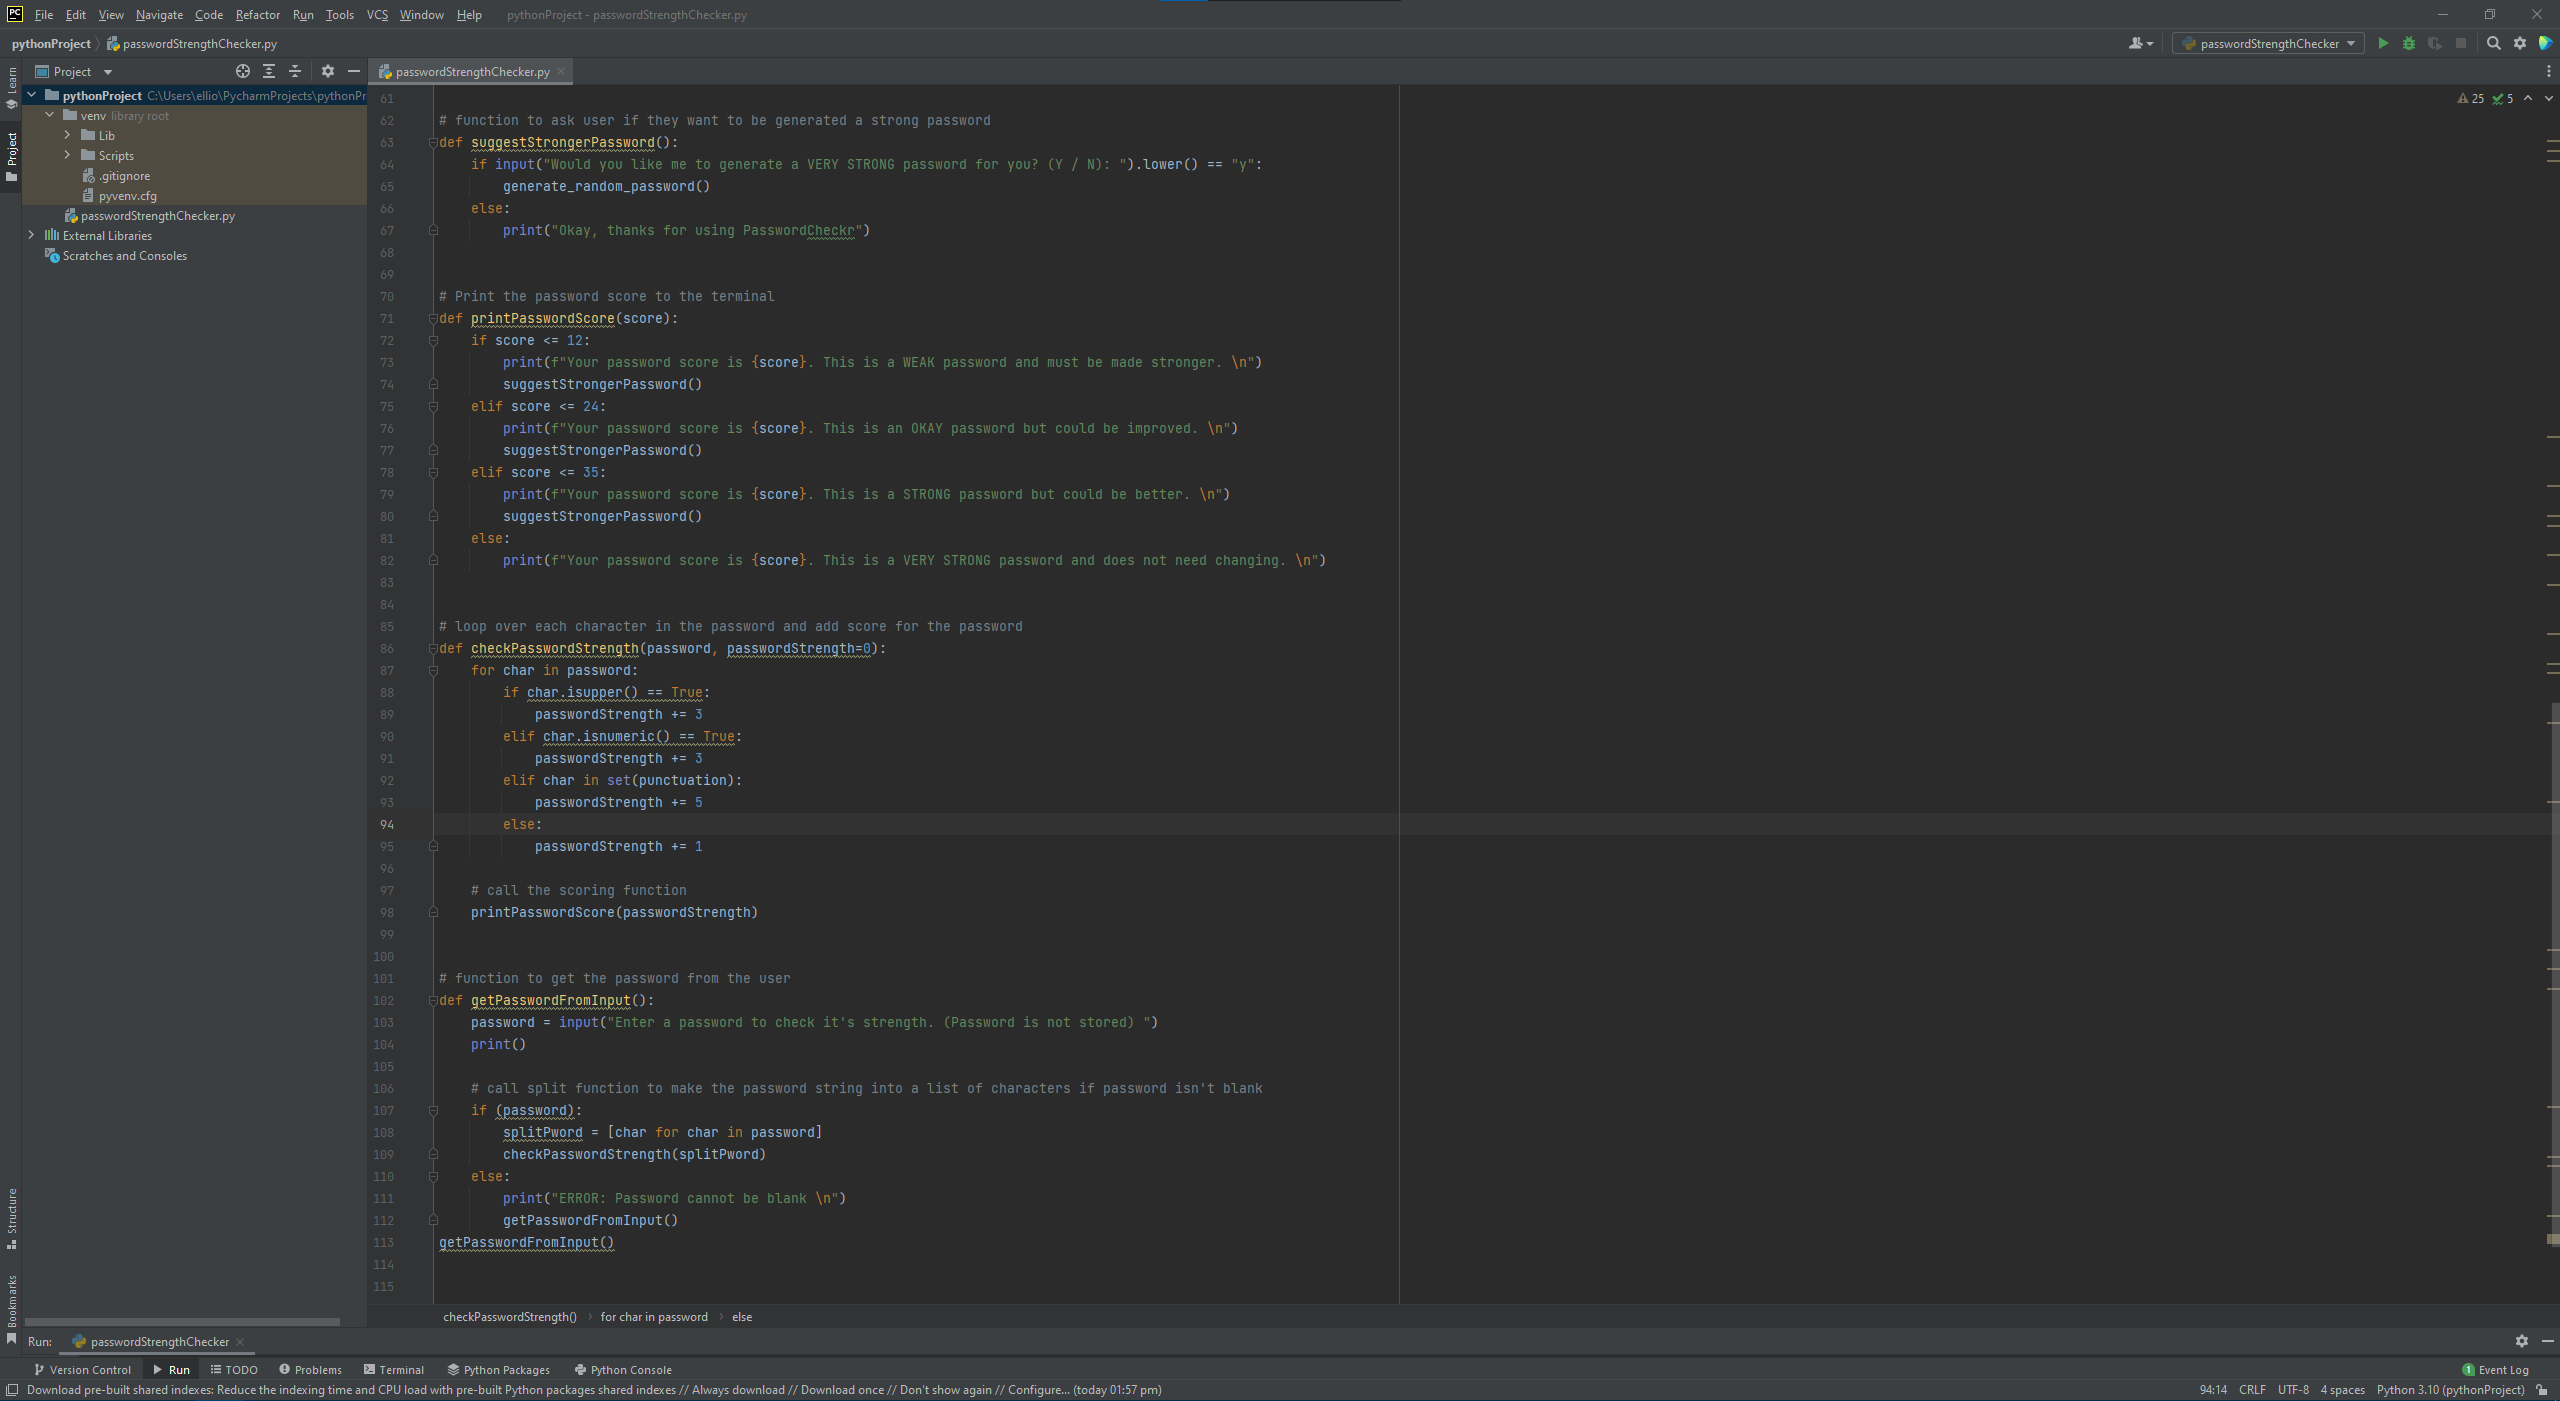 PC File Edit View Navigate Code Refactor Run Tools VCS Window Help pythonProject - passwordStrengthChecker.py
pythonProject passwordStrengthChecker.py passwordStrengthChecker
Learn
Project
Structure
Bookmarks
Project
pythonProject C:\Users\ellio\PycharmProjects\pythonPr
venv library root
Lib
Scripts
.gitignore
pyvenv.cfg
passwordStrengthChecker.py
External Libraries
Scratches and Consoles
passwordStrengthChecker.py
25 5
61
62 # function to ask user if they want to be generated a strong password
63 def suggestStrongerPassword():
64 if input("Would you like me to generate a VERY STRONG password for you? (Y / N): ").lower() == "y":
65 generate_random_password()
66 else:
67 print("Okay, thanks for using PasswordCheckr")
68
69
70 # Print the password score to the terminal
71 def printPasswordScore(score):
72 if score <= 12:
73 print(f"Your password score is {score}. This is a WEAK password and must be made stronger. \n")
74 suggestStrongerPassword()
75 elif score <= 24:
76 print(f"Your password score is {score}. This is an OKAY password but could be improved. \n")
77 suggestStrongerPassword()
78 elif score <= 35:
79 print(f"Your password score is {score}. This is a STRONG password but could be better. \n")
80 suggestStrongerPassword()
81 else:
82 print(f"Your password score is {score}. This is a VERY STRONG password and does not need changing. \n")
83
84
85 # loop over each character in the password and add score for the password
86 def checkPasswordStrength(password, passwordStrength=0):
87 for char in password:
88 if char.isupper() == True:
89 passwordStrength += 3
90 elif char.isnumeric() == True:
91 passwordStrength += 3
92 elif char in set(punctuation):
93 passwordStrength += 5
94 else:
95 passwordStrength += 1
96
97 # call the scoring function
98 printPasswordScore(passwordStrength)
99
100
101 # function to get the password from the user
102 def getPasswordFromInput():
103 password = input("Enter a password to check it's strength. (Password is not stored) ")
104 print()
105
106 # call split function to make the password string into a list of characters if password isn't blank
107 if (password):
108 splitPword = [char for char in password]
109 checkPasswordStrength(splitPword)
110 else:
111 print("ERROR: Password cannot be blank \n")
112 getPasswordFromInput()
113 getPasswordFromInput()
114
115
checkPasswordStrength() for char in password else
Run: passwordStrengthChecker
Version Control Run TODO Problems Terminal Python Packages Python Console 1 Event Log
Download pre-built shared indexes: Reduce the indexing time and CPU load with pre-built Python packages shared indexes // Always download // Download once // Don't show again // Configure... (today 01:57 pm) 94:14 CRLF UTF-8 4 spaces Python 3.10 (pythonProject)